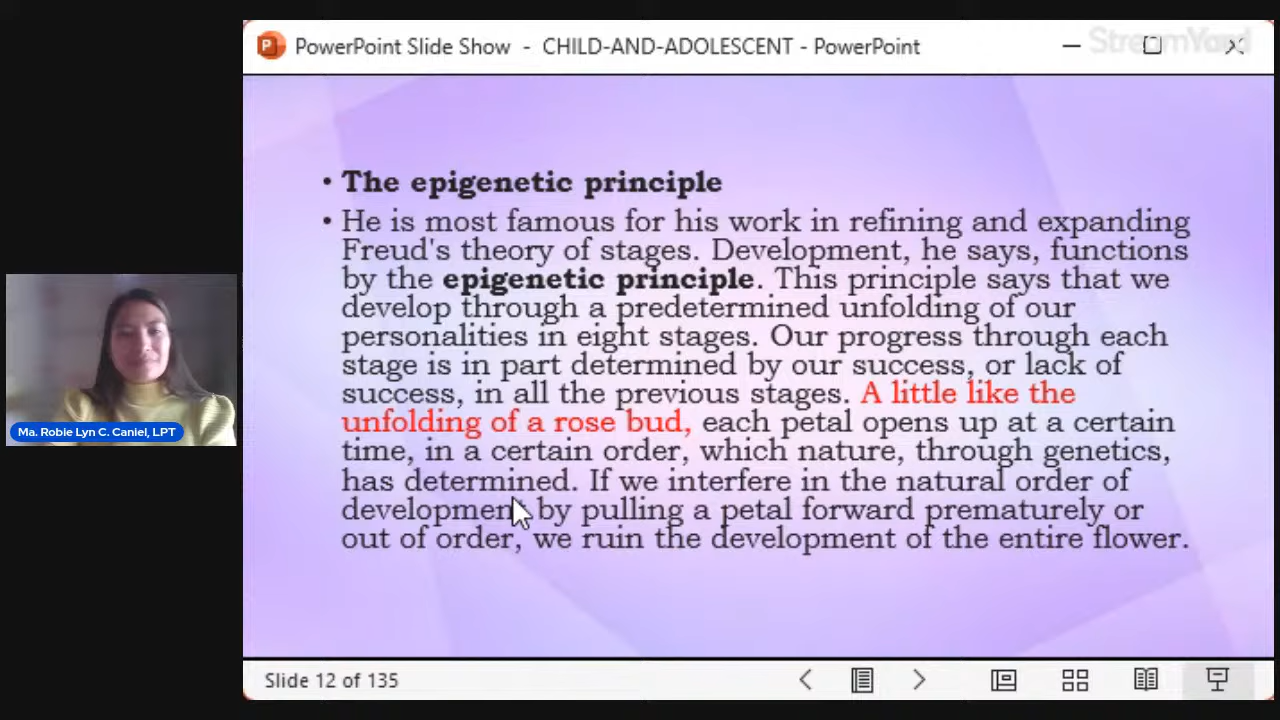 PowerPoint Slide Show - CHILD-AND-ADOLESCENT - PowerPoint
StreamYard
• The epigenetic principle
• He is most famous for his work in refining and expanding
Freud's theory of stages. Development, he says, functions
by the epigenetic principle. This principle says that we
develop through a predetermined unfolding of our
personalities in eight stages. Our progress through each
stage is in part determined by our success, or lack of
success, in all the previous stages. A little like the
unfolding of a rose bud, each petal opens up at a certain
time, in a certain order, which nature, through genetics,
has determined. If we interfere in the natural order of
development by pulling a petal forward prematurely or
out of order, we ruin the development of the entire flower.
Ma. Robie Lyn C. Caniel, LPT
Slide 12 of 135